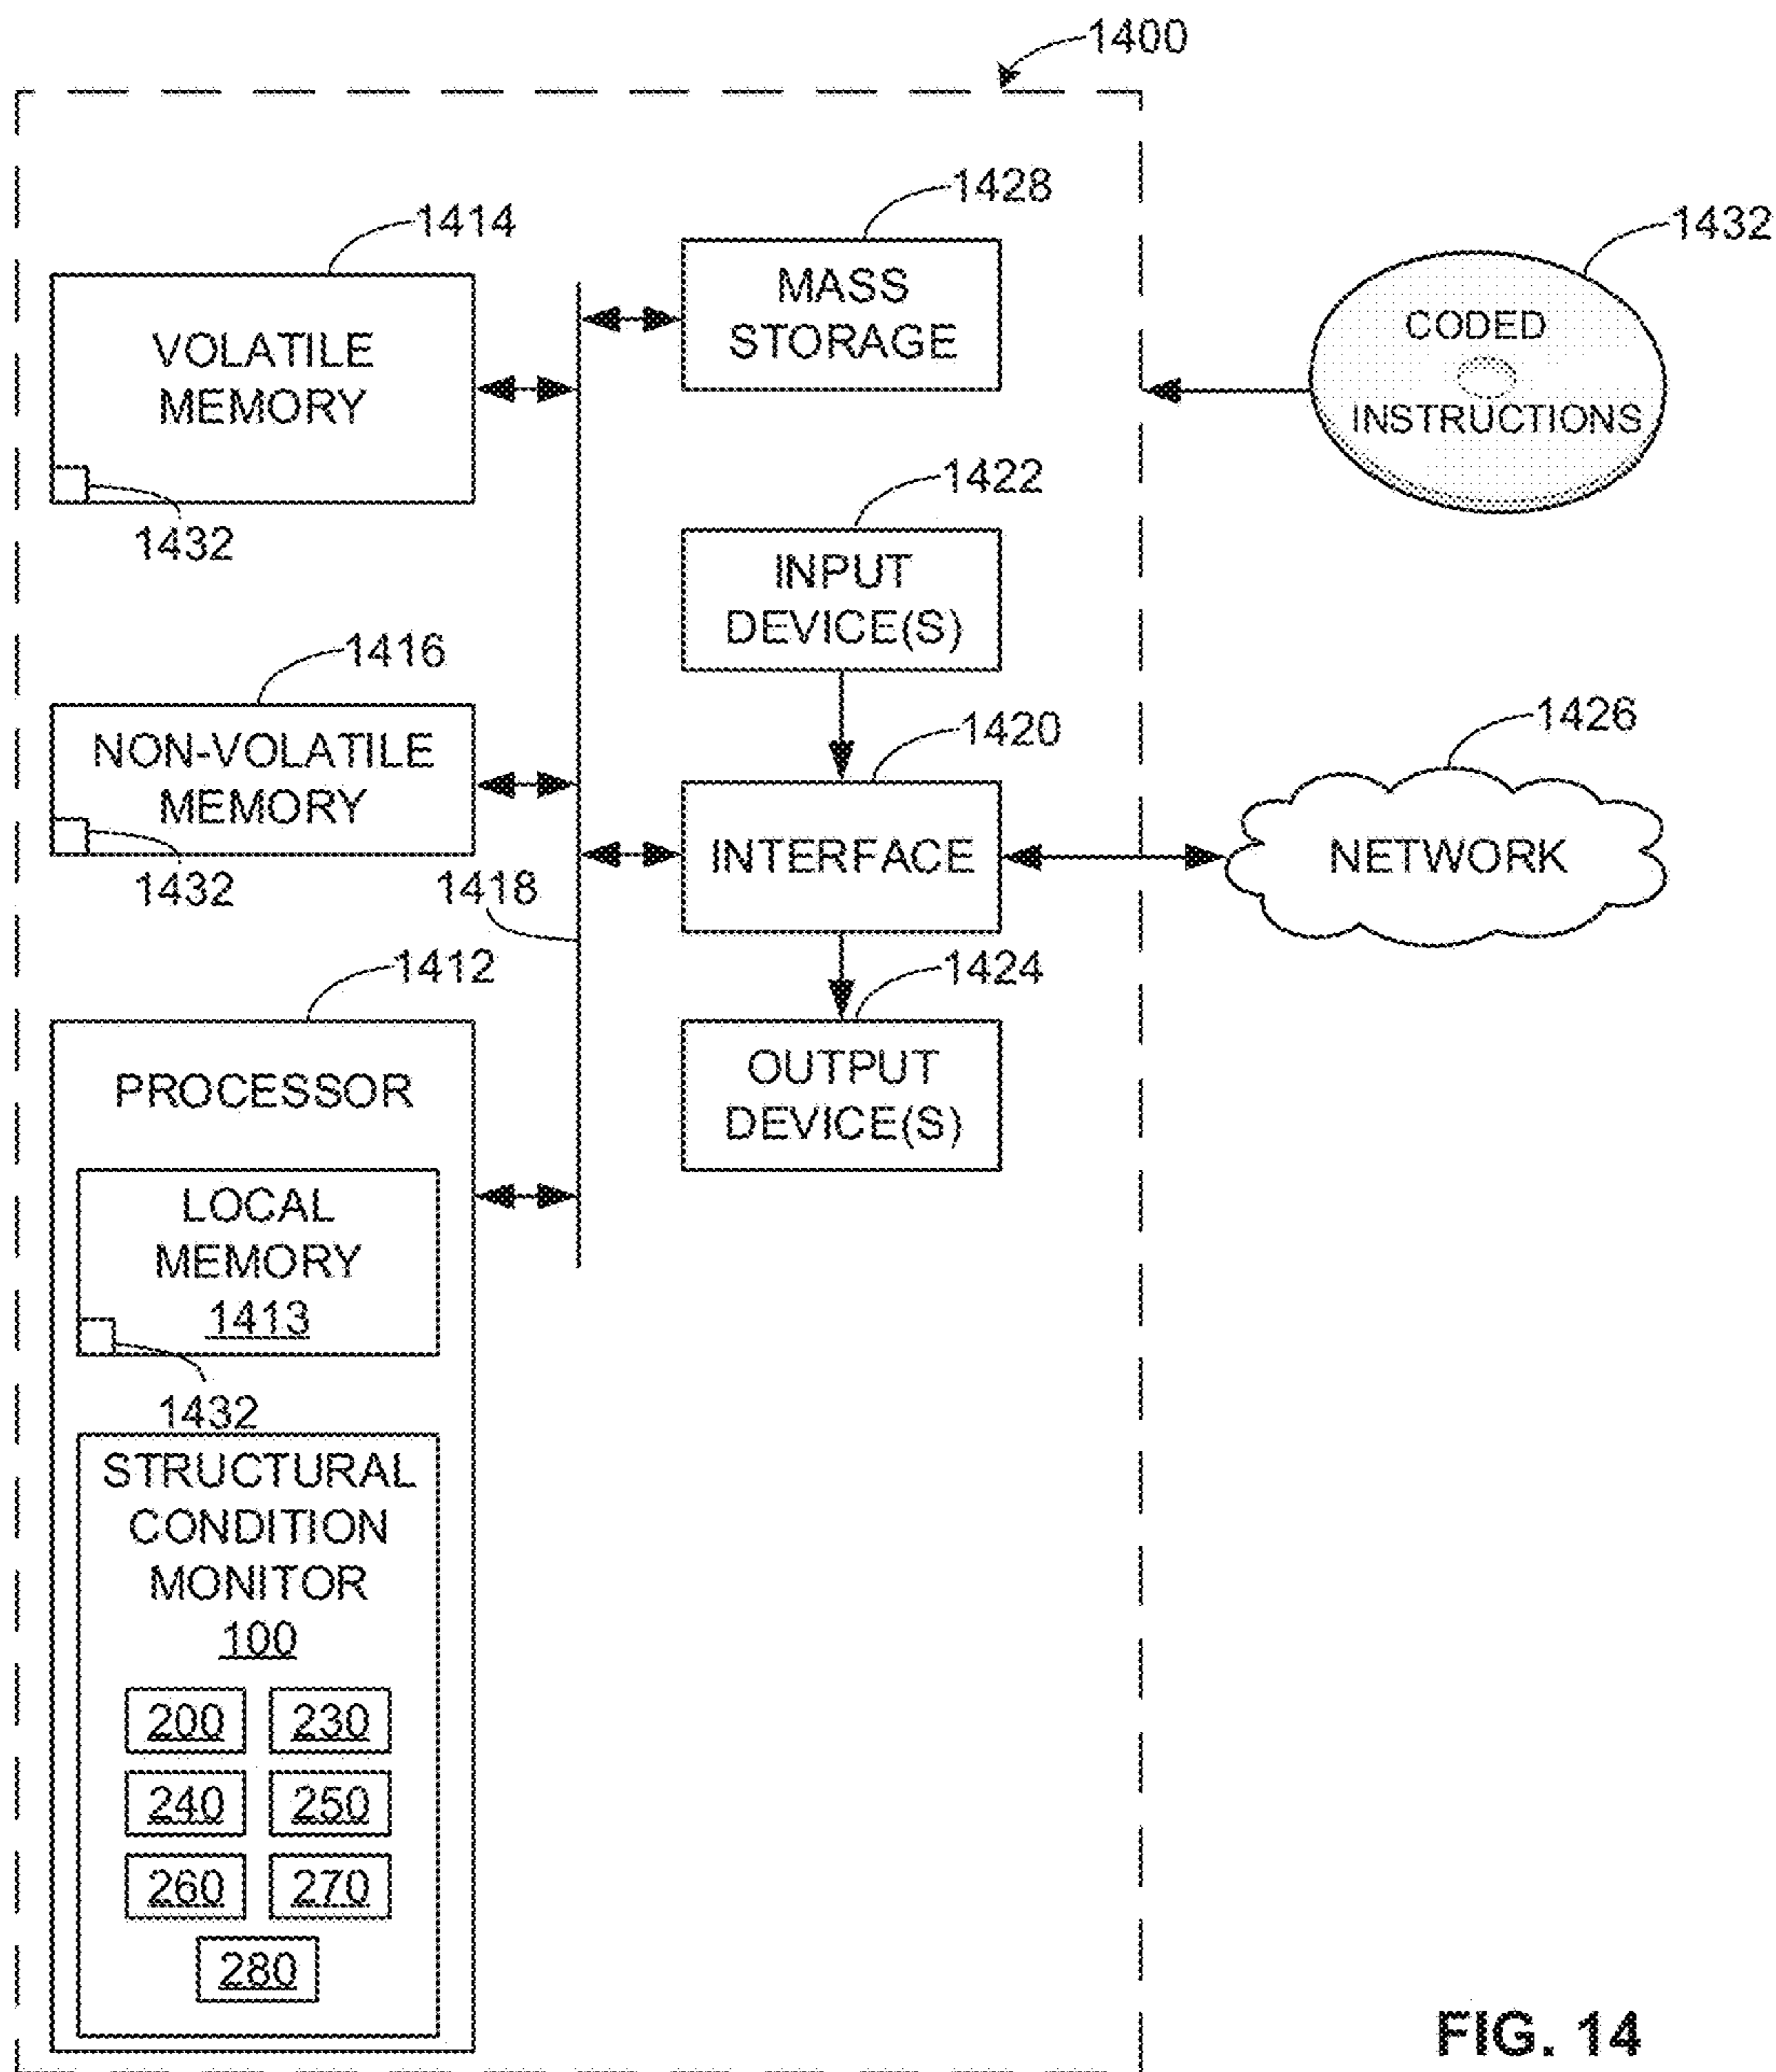 1400
1414
VOLATILE
MEMORY
1432
1428
MASS
STORAGE
1432
CODED
INSTRUCTIONS
1422
INPUT
DEVICE(S)
1416
NON-VOLATILE
MEMORY
1432
1418
1420
INTERFACE
1426
NETWORK
1424
OUTPUT
DEVICE(S)
1412
PROCESSOR
LOCAL
MEMORY
1413
1432
STRUCTURAL
CONDITION
MONITOR
100
200 230
240 250
260 270
280
FIG. 14